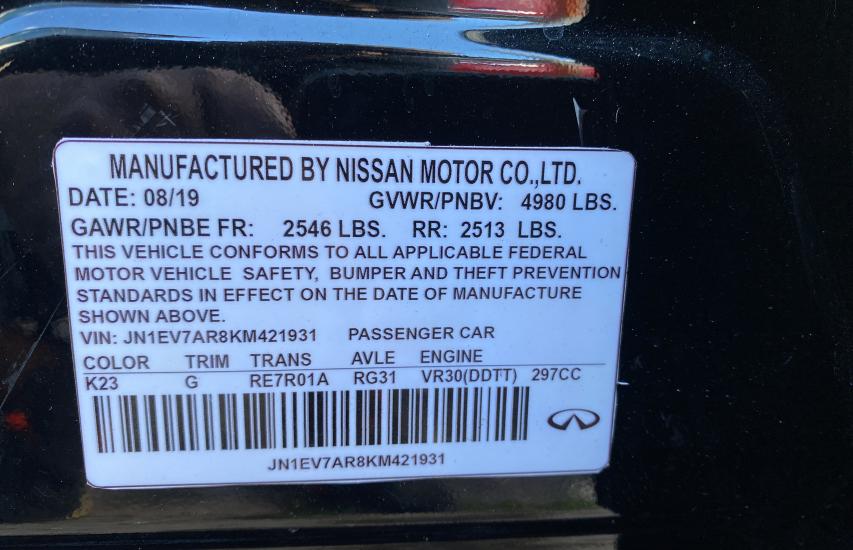 MANUFACTURED BY NISSAN MOTOR CO.,LTD.
DATE: 08/19 GVWR/PNBV: 4980 LBS.
GAWR/PNBE FR: 2546 LBS. RR: 2513 LBS.
THIS VEHICLE CONFORMS TO ALL APPLICABLE FEDERAL
MOTOR VEHICLE SAFETY, BUMPER AND THEFT PREVENTION
STANDARDS IN EFFECT ON THE DATE OF MANUFACTURE
SHOWN ABOVE.
VIN: JN1EV7AR8KM421931 PASSENGER CAR
COLOR TRIM TRANS AVLE ENGINE
K23 G RE7R01A RG31 VR30(DDTT) 297CC
JN1EV7AR8KM421931